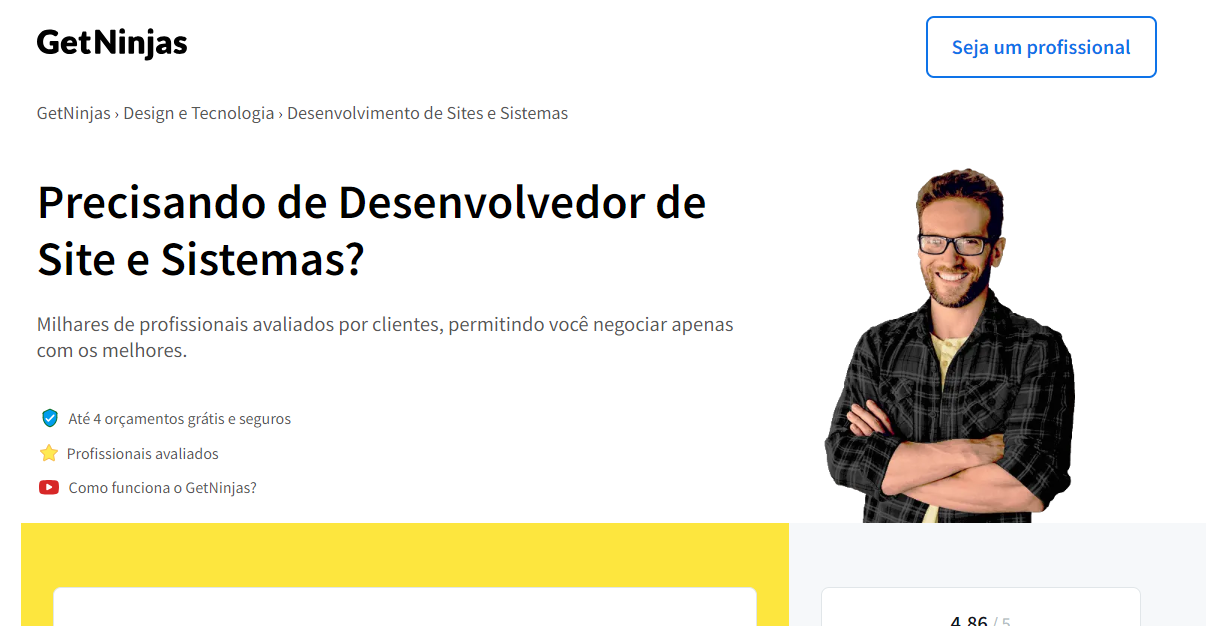 GetNinjas
Seja um profissional
GetNinjas › Design e Tecnologia › Desenvolvimento de Sites e Sistemas
Precisando de Desenvolvedor de
Site e Sistemas?
Milhares de profissionais avaliados por clientes, permitindo você negociar apenas
com os melhores.
Até 4 orçamentos grátis e seguros
Profissionais avaliados
Como funciona o GetNinjas?
4.86 / 5